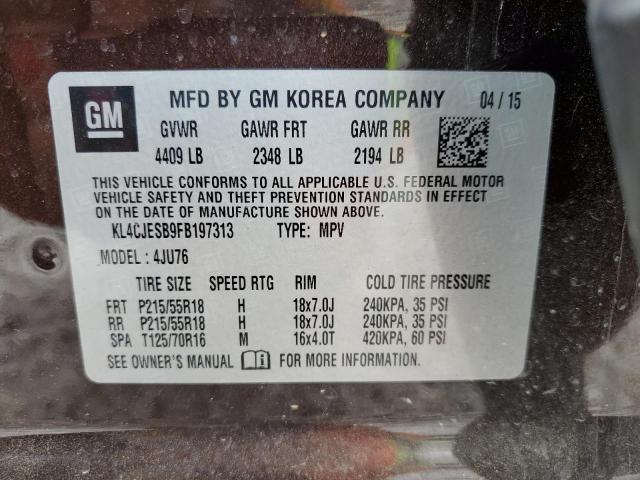 GM MFD BY GM KOREA COMPANY 04 / 15
GVWR GAWR FRT GAWR RR
4409 LB 2348 LB 2194 LB
THIS VEHICLE CONFORMS TO ALL APPLICABLE U.S. FEDERAL MOTOR
VEHICLE SAFETY AND THEFT PREVENTION STANDARDS IN EFFECT
ON THE DATE OF MANUFACTURE SHOWN ABOVE.
KL4CJESB9FB197313 TYPE: MPV
MODEL : 4JU76
TIRE SIZE SPEED RTG RIM COLD TIRE PRESSURE
FRT P215/55R18 H 18x7.0J 240KPA, 35 PSI
RR P215/55R18 H 18x7.0J 240KPA, 35 PSI
SPA T125/70R16 M 16x4.0T 420KPA, 60 PSI
SEE OWNER'S MANUAL FOR MORE INFORMATION